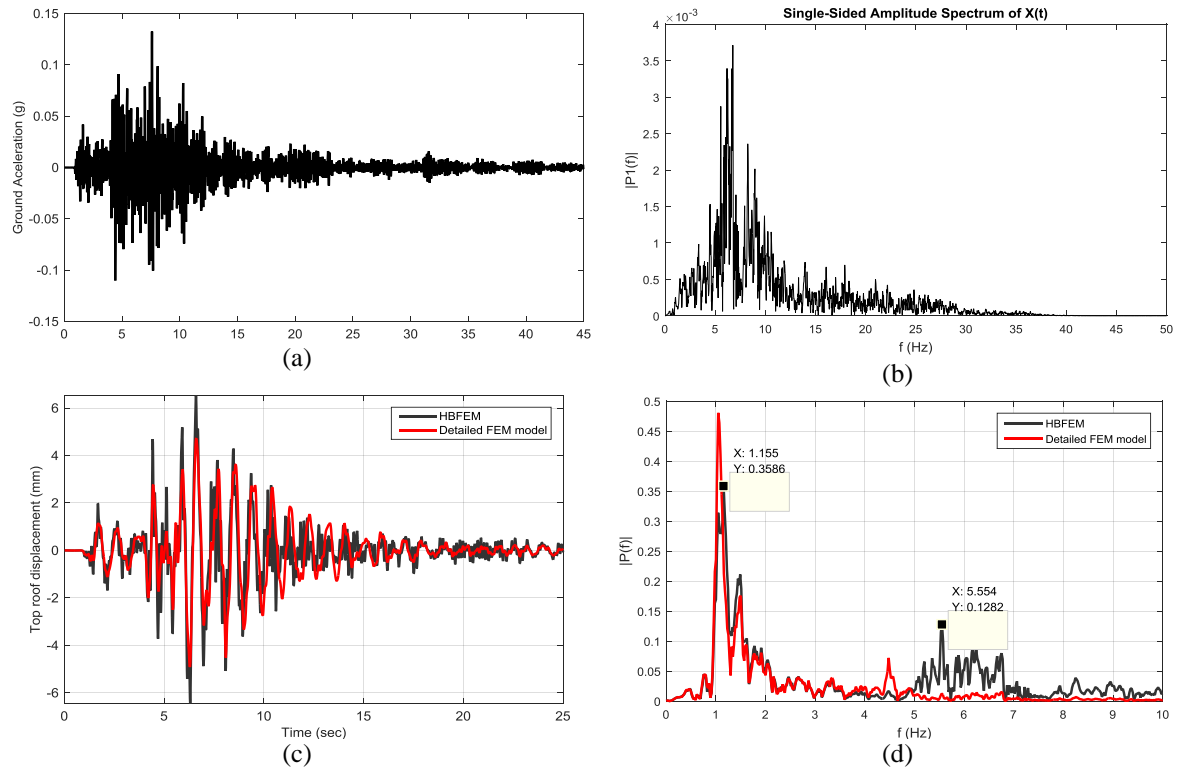 0.15
0.1
0.05
0
-0.05
-0.1
-0.15
Ground Aceleration (g)
0 5 10 15 20 25 30 35 40 45
(a)
Single-Sided Amplitude Spectrum of X(t)
×10⁻³
4
3.5
3
2.5
2
1.5
1
0.5
0
|P1(f)|
0 5 10 15 20 25 30 35 40 45 50
f (Hz)
(b)
6
4
2
0
-2
-4
-6
Top roof displacement (mm)
HBFEM
Detailed FEM model
0 5 10 15 20 25
Time (sec)
(c)
0.5
0.45
0.4
0.35
0.3
0.25
0.2
0.15
0.1
0.05
0
|P(f)|
HBFEM
Detailed FEM model
X: 1.155
Y: 0.3586
X: 5.554
Y: 0.1282
0 1 2 3 4 5 6 7 8 9 10
f (Hz)
(d)